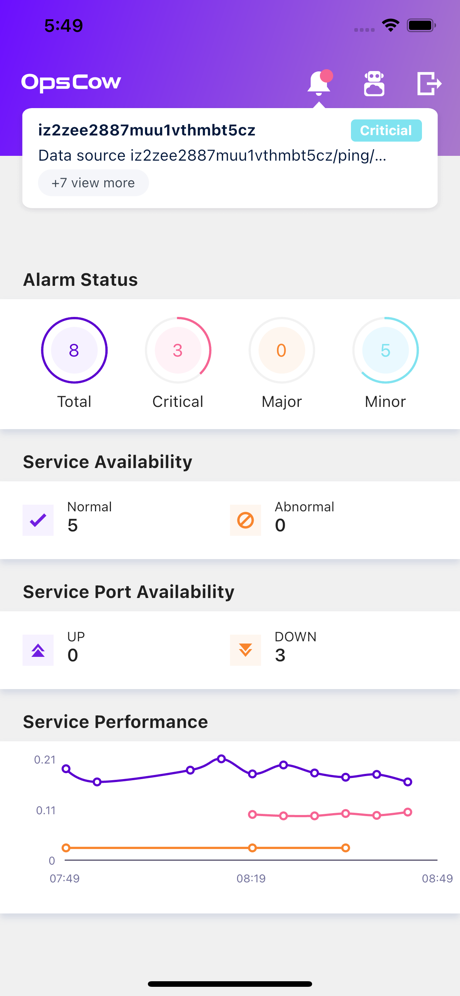 5:49
OpsCow
iz2zee2887muu1vthmbt5cz
Criticial
Data source iz2zee2887muu1vthmbt5cz/ping/...
+7 view more
Alarm Status
8
3
0
5
Total
Critical
Major
Minor
Service Availability
Normal
5
Abnormal
0
Service Port Availability
UP
0
DOWN
3
Service Performance
0.21
0.11
0
07:49
08:19
08:49